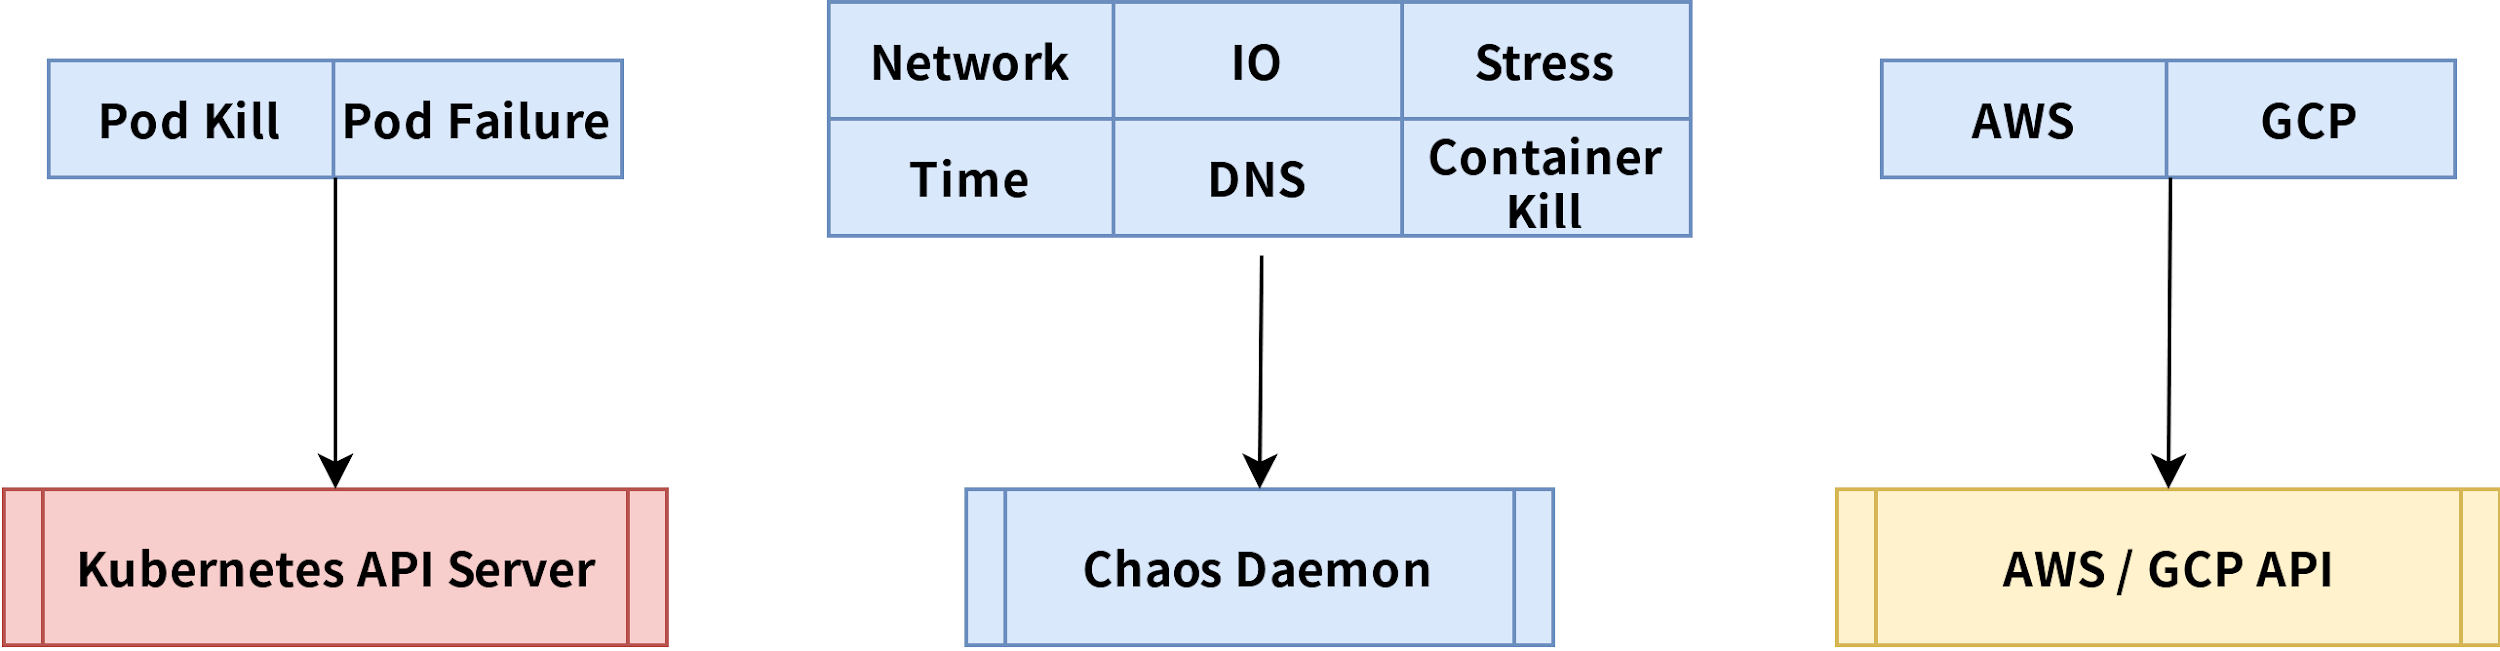 Pod Kill
Pod Failure
Network
IO
Stress
Time
DNS
Container
Kill
AWS
GCP
Kubernetes API Server
Chaos Daemon
AWS / GCP API